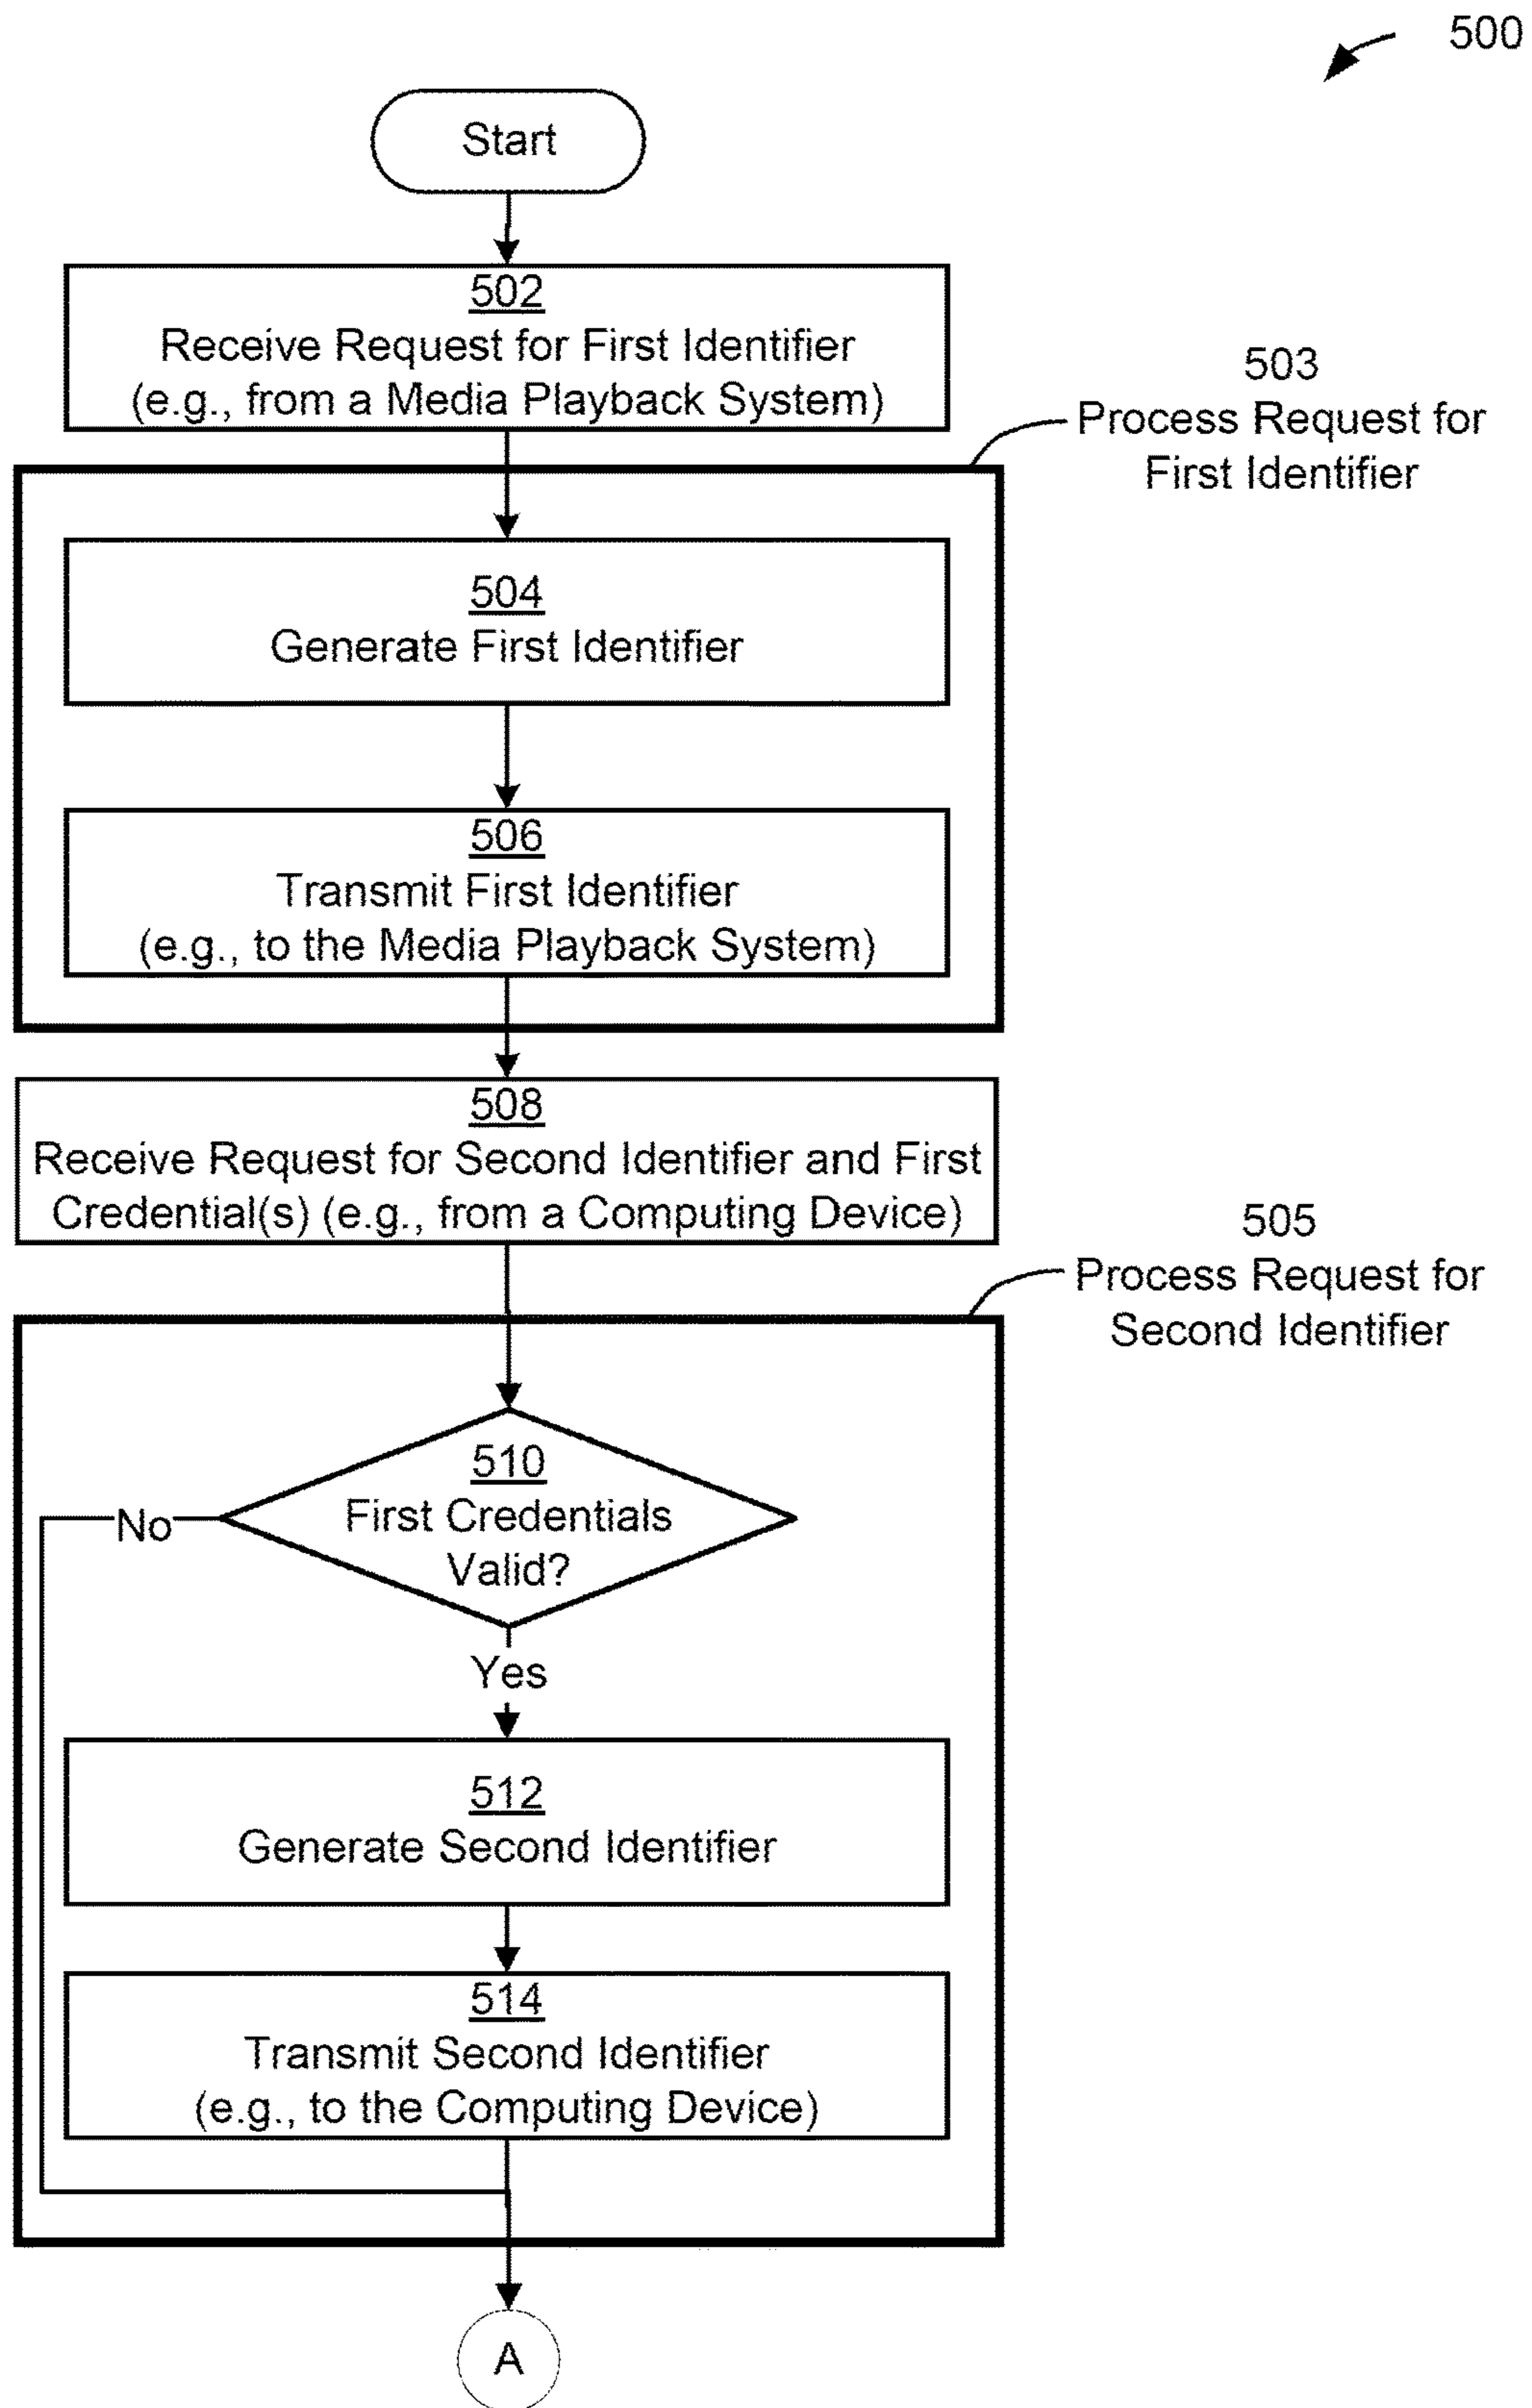 500
Start
502
Receive Request for First Identifier
(e.g., from a Media Playback System)
503
Process Request for
First Identifier
504
Generate First Identifier
506
Transmit First Identifier
(e.g., to the Media Playback System)
508
Receive Request for Second Identifier and First
Credential(s) (e.g., from a Computing Device)
505
Process Request for
Second Identifier
510
First Credentials
Valid?
No
Yes
512
Generate Second Identifier
514
Transmit Second Identifier
(e.g., to the Computing Device)
A